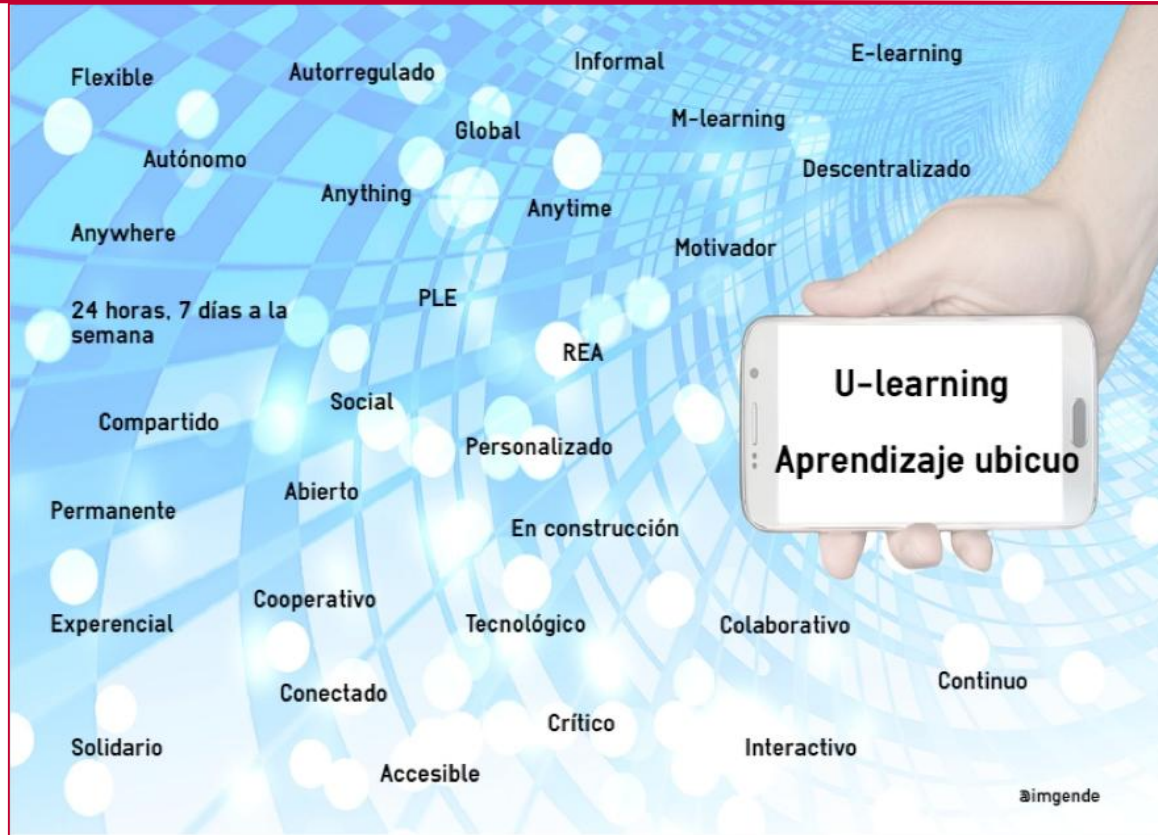 Flexible
Autorregulado
Informal
E-learning
Global
M-learning
Autónomo
Anything
Anytime
Descentralizado
Anywhere
Motivador
24 horas, 7 días a la
semana
PLE
REA
U-learning
Aprendizaje ubicuo
Compartido
Social
Personalizado
Permanente
Abierto
En construcción
Experencial
Cooperativo
Tecnológico
Colaborativo
Conectado
Continuo
Solidario
Crítico
Interactivo
Accesible
@imgende